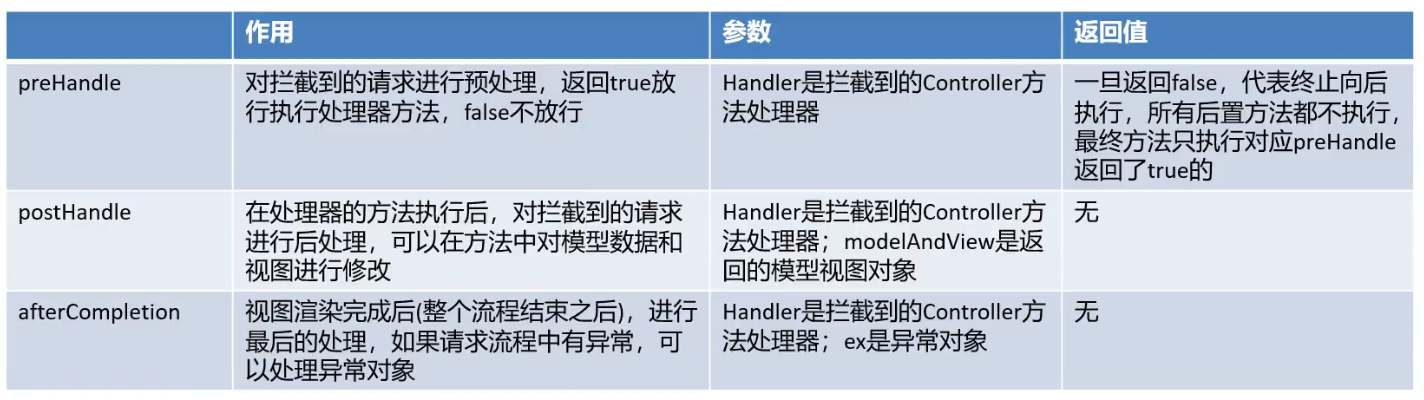 作用 参数 返回值
preHandle
对拦截到的请求进行预处理，返回true放
行执行处理器方法，false不放行
Handler是拦截到的Controller方
法处理器
一旦返回false，代表终止向后
执行，所有后置方法都不执行，
最终方法只执行对应preHandle
返回了true的
postHandle
在处理器的方法执行后，对拦截到的请求
进行后处理，可以在方法中对模型数据和
视图进行修改
Handler是拦截到的Controller方
法处理器；modelAndView是返
回的模型视图对象
无
afterCompletion
视图渲染完成后(整个流程结束之后)，进行
最后的处理，如果请求流程中有异常，可
以处理异常对象
Handler是拦截到的Controller方
法处理器；ex是异常对象
无